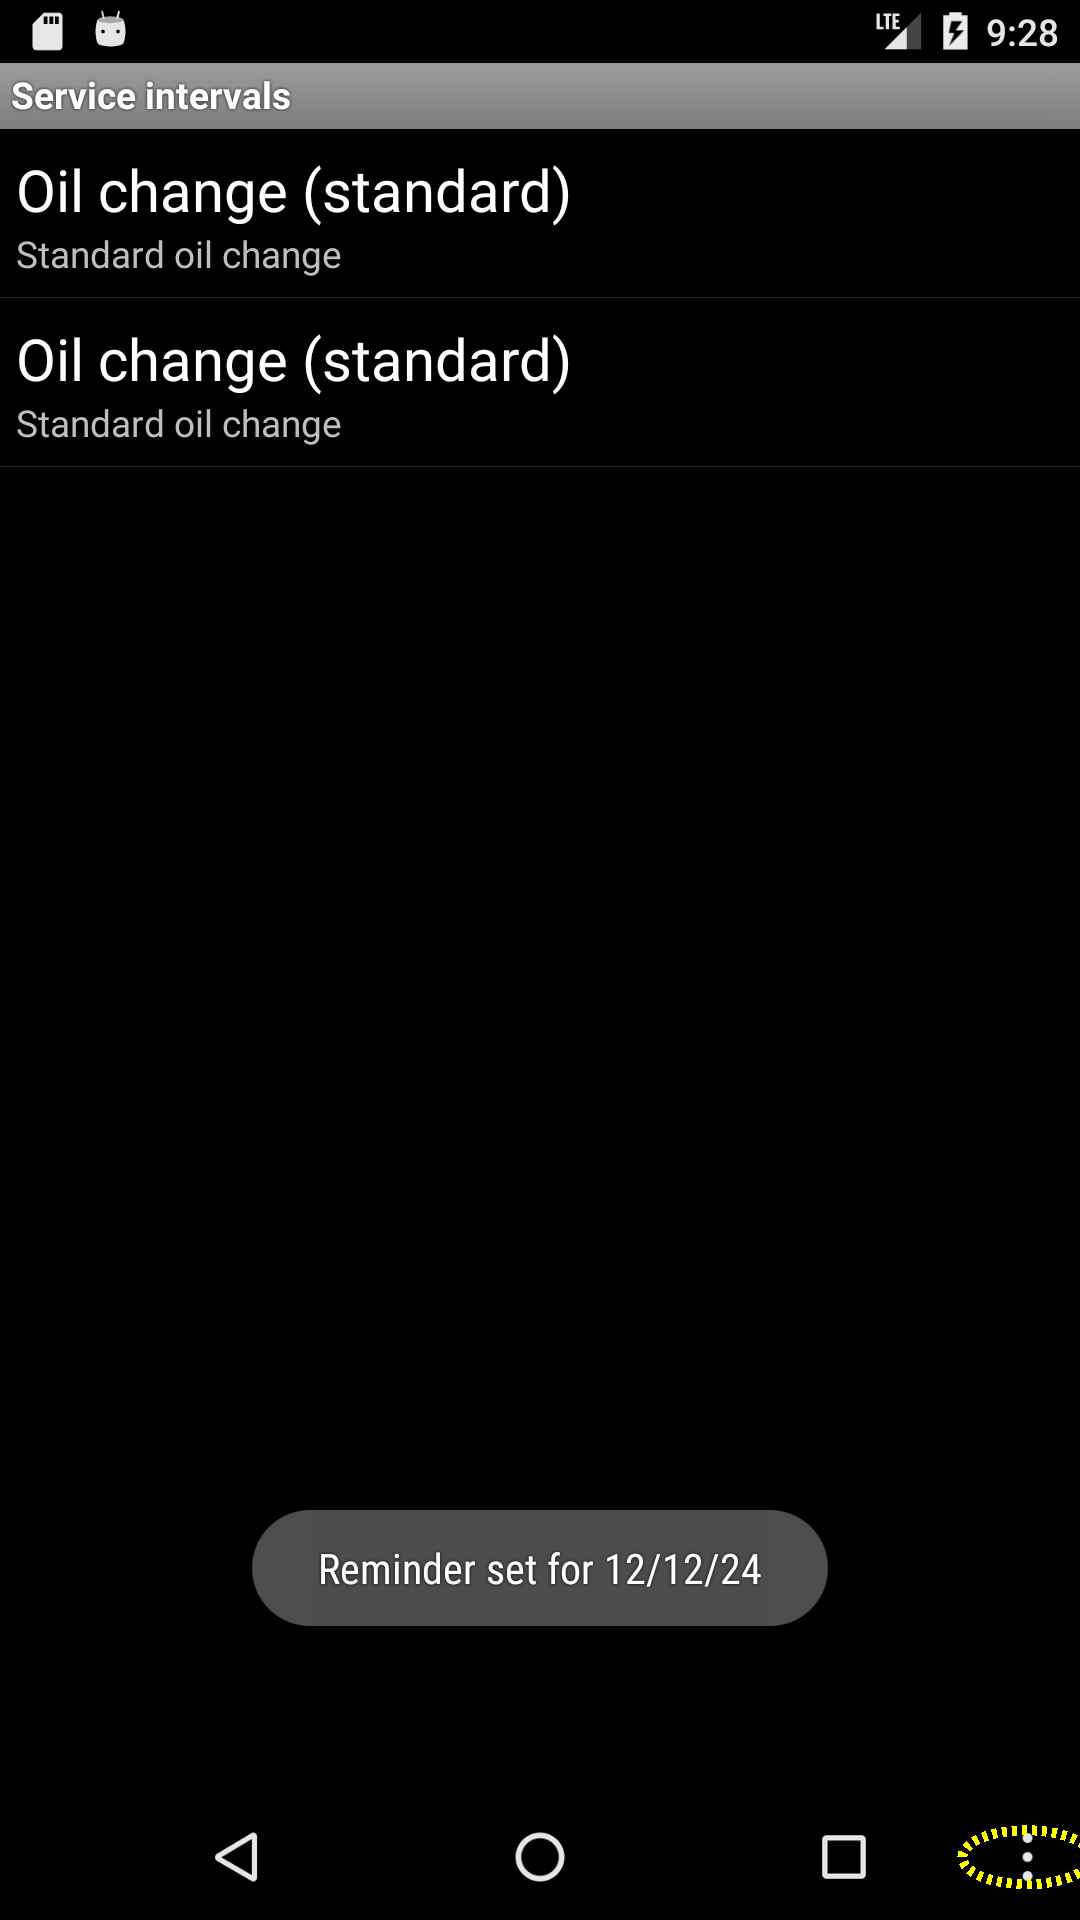 LTE 9:28
Service intervals
Oil change (standard)
Standard oil change
Oil change (standard)
Standard oil change
Reminder set for 12/12/24